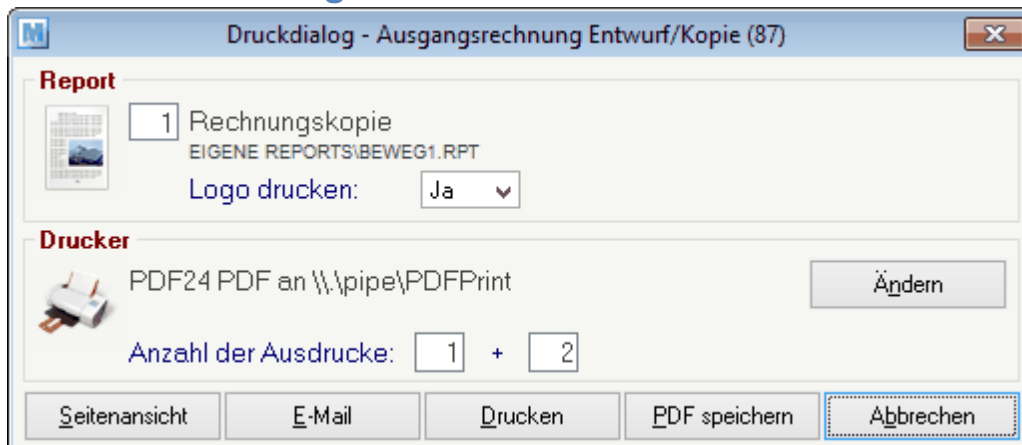 Druckdialog - Ausgangsrechnung Entwurf/Kopie (87)
Report
1 Rechnungskopie
EIGENE REPORTS\BEWEG1.RPT
Logo drucken: Ja
Drucker
PDF24 PDF an \\.\pipe\PDFPrint
Ändern
Anzahl der Ausdrucke: 1 + 2
Seitenansicht E-Mail Drucken PDF speichern Abbrechen